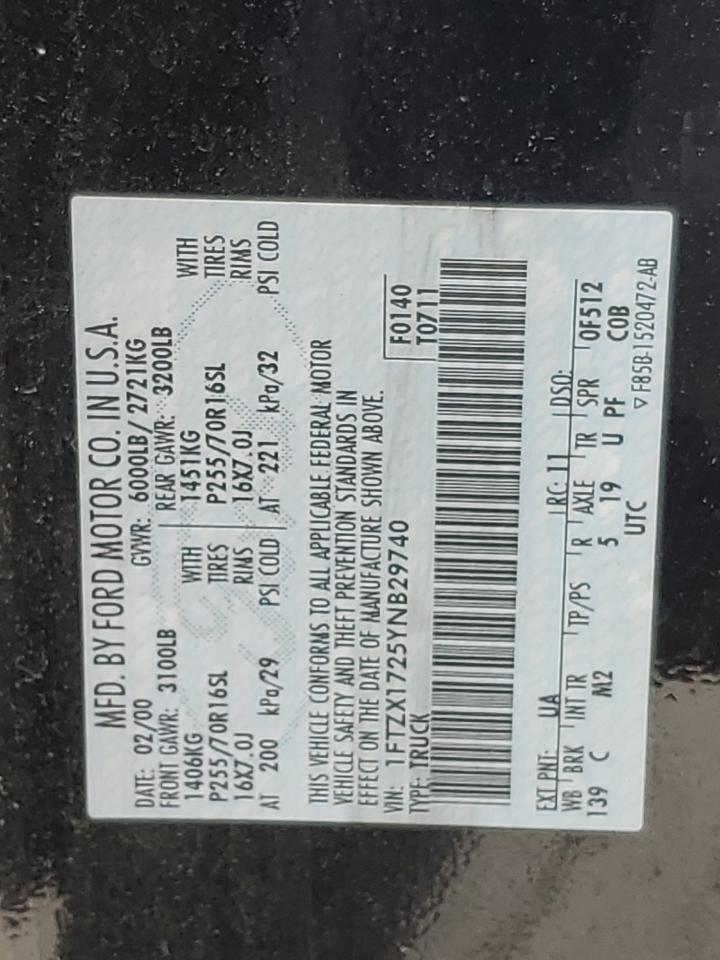 MFD. BY FORD MOTOR CO. IN U.S.A.
DATE: 02/00 GVWR: 6000LB/ 2721KG
FRONT GAWR: 3100LB REAR GAWR: 3200LB
1406KG WITH 1451KG WITH
P255/70R16SL TIRES P255/70R16SL TIRES
16X7.0J RIMS 16X7.0J RIMS
AT 200 kPa/29 PSI COLD AT 221 kPa/32 PSI COLD
THIS VEHICLE CONFORMS TO ALL APPLICABLE FEDERAL MOTOR
VEHICLE SAFETY AND THEFT PREVENTION STANDARDS IN
EFFECT ON THE DATE OF MANUFACTURE SHOWN ABOVE.
VIN: 1FTZX1725YNB29740 F0140
TYPE: TRUCK T0711
EXT PNT: UA RC: 11 DSO:
WB BRK INT TR TP/PS R AXLE TR SPR 0F512
139 C M2 5 19 U PF C0B
UTC ▽F85B-1520472-AB